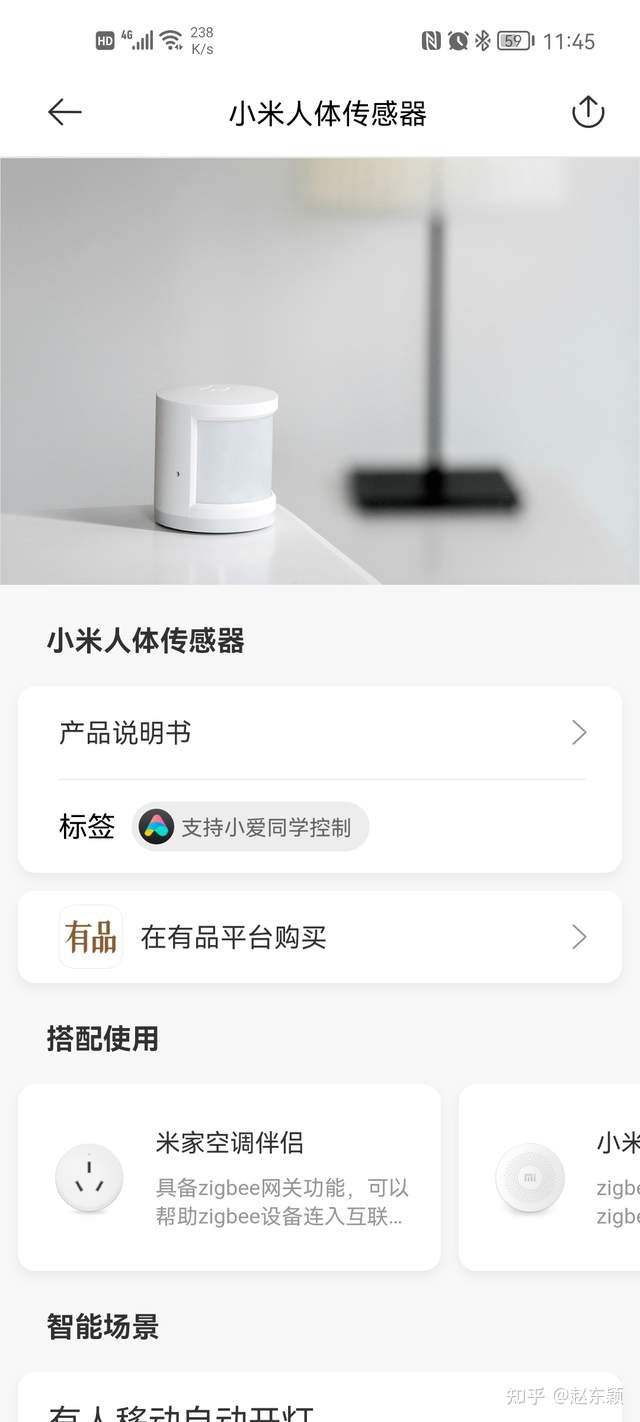 HD 4G 238 K/s 59 11:45
小米人体传感器
小米人体传感器
产品说明书
标签 支持小爱同学控制
有品 在有品平台购买
搭配使用
米家空调伴侣
具备zigbee网关功能，可以
帮助zigbee设备连入互联...
小米
mi
zigbe
zigbe
智能场景
有人移动自动开灯
知乎 @赵东颖